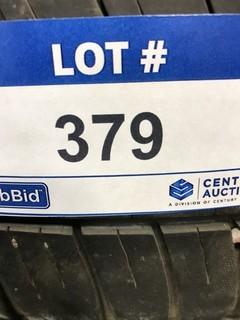 LOT #
379
bBid
CENT
AUCTI
A DIVISION OF CENTURY